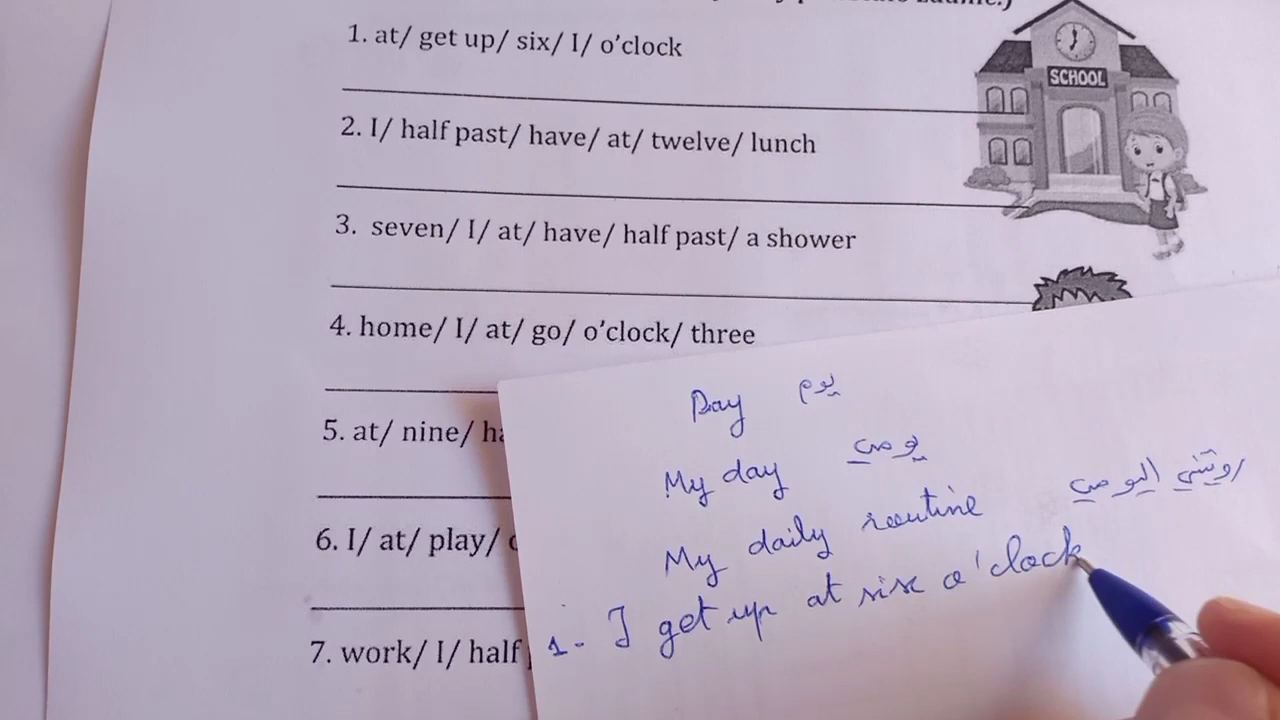 1. at/ get up/ six/ I/ o'clock
SCHOOL
2. I/ half past/ have/ at/ twelve/ lunch
3. seven/ I/ at/ have/ half past/ a shower
4. home/ I/ at/ go/ o'clock/ three
5. at/ nine/
6. I/ at/ play/
7. work/ I/ half
Day يوم
My day يومي
My daily routine روتيني اليومي
1. I get up at six o'clock